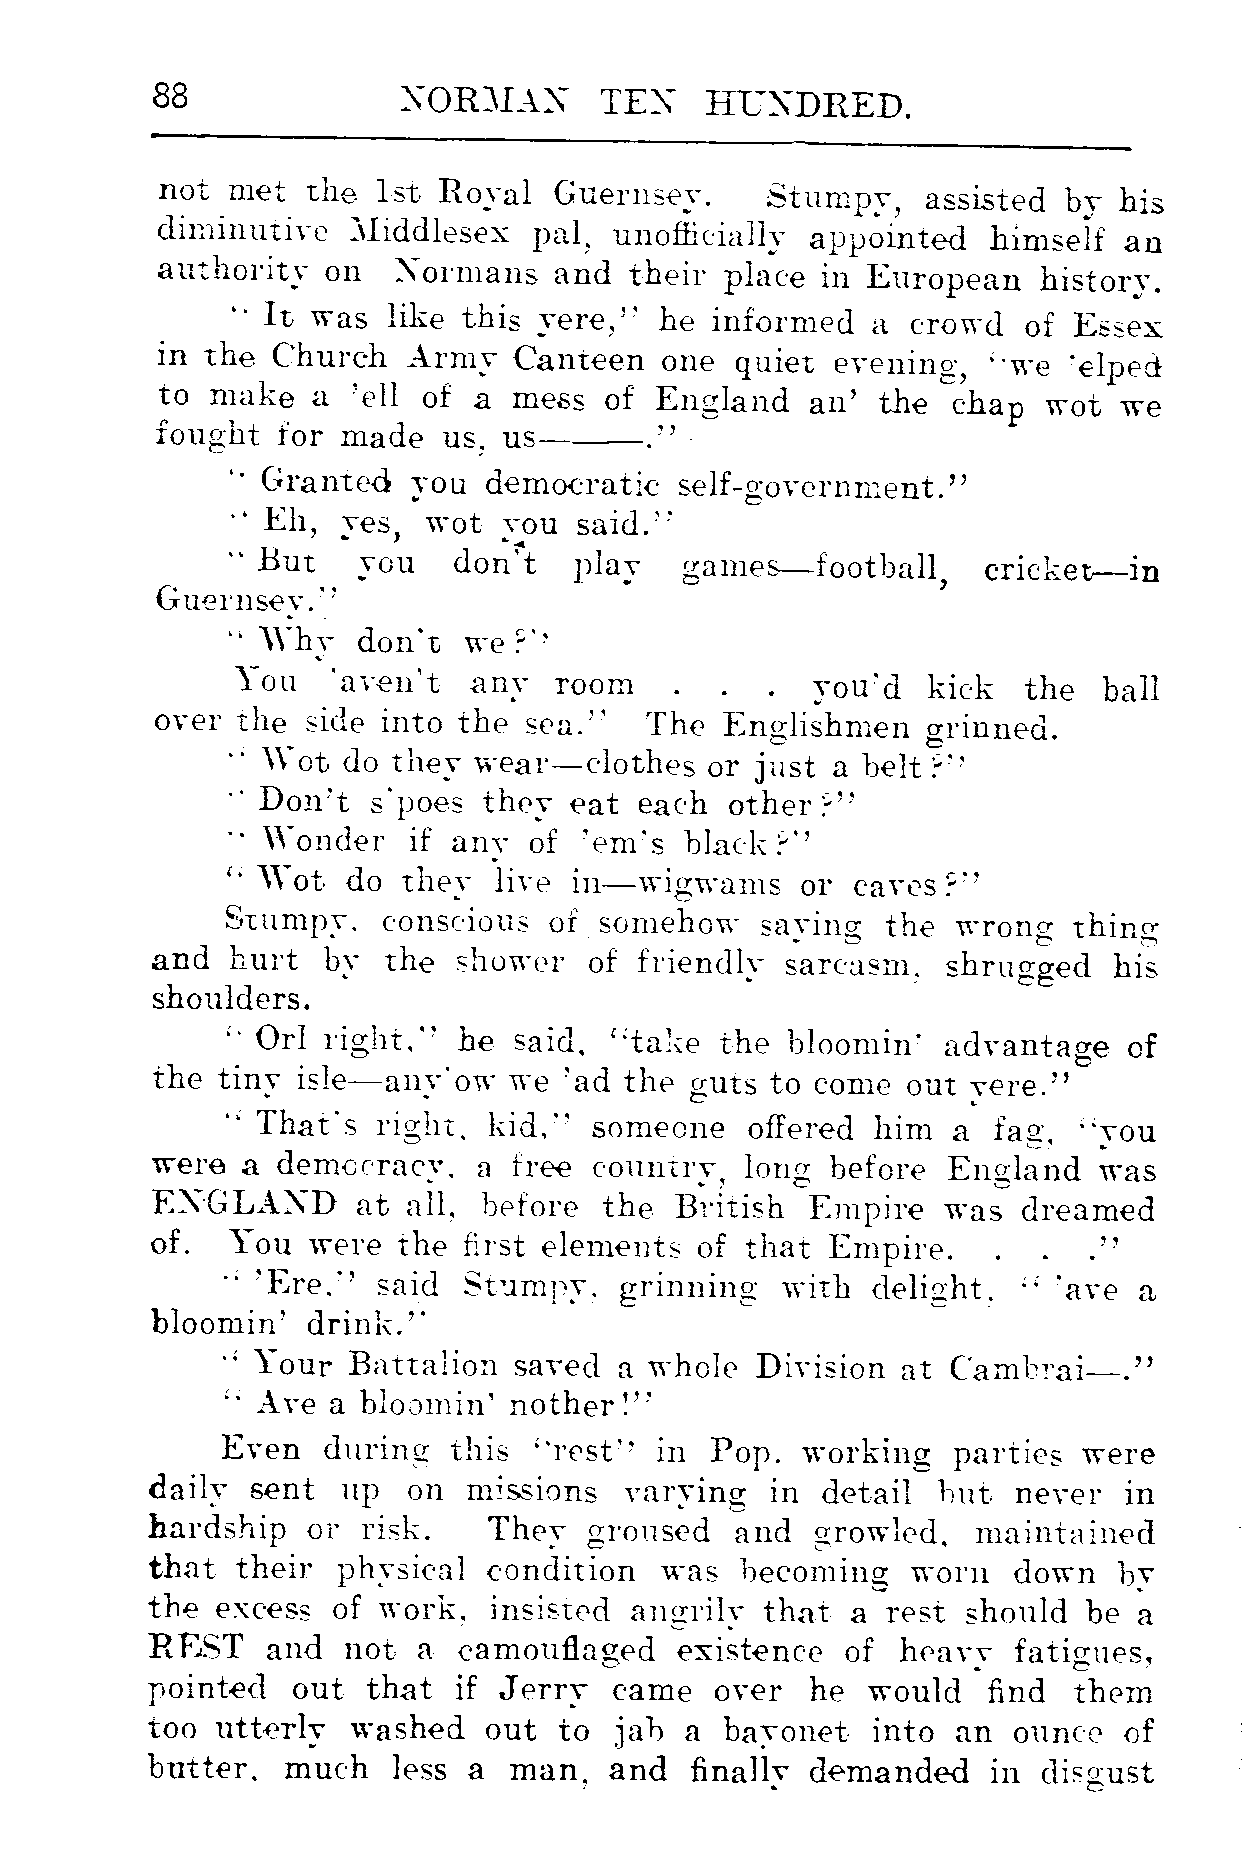 88 NORMAN TEN HUNDRED.
not met the 1st Royal Guernsey. Stumpy, assisted by his
diminutive Middlesex pal, unofficially appointed himself an
authority on Normans and their place in European history.
" It was like this yere," he informed a crowd of Essex
in the Church Army Canteen one quiet evening, "we 'elped
to make a 'ell of a mess of England an' the chap wot we
fought for made us, us———."
" Granted you democratic self-government."
" Eh, yes, wot you said."
" But you don't play games—football, cricket—in
Guernsey."
" Why don't we?"
You 'aven't any room . . . you'd kick the ball
over the side into the sea." The Englishmen grinned.
" Wot do they wear—clothes or just a belt?"
" Don't s'poes they eat each other?"
" Wonder if any of 'em's black?"
" Wot do they live in—wigwams or caves?"
Stumpy, conscious of somehow saying the wrong thing
and hurt by the shower of friendly sarcasm, shrugged his
shoulders.
" Orl right," he said, "take the bloomin' advantage of
the tiny isle—any'ow we 'ad the guts to come out yere."
" That's right, kid," someone offered him a fag, "you
were a democracy, a free country, long before England was
ENGLAND at all, before the British Empire was dreamed
of. You were the first elements of that Empire. . . ."
" 'Ere," said Stumpy, grinning with delight, " 'ave a
bloomin' drink."
" Your Battalion saved a whole Division at Cambrai—."
" Ave a bloomin' nother!"
Even during this "rest" in Pop. working parties were
daily sent up on missions varying in detail but never in
hardship or risk. They groused and growled, maintained
that their physical condition was becoming worn down by
the excess of work, insisted angrily that a rest should be a
REST and not a camouflaged existence of heavy fatigues,
pointed out that if Jerry came over he would find them
too utterly washed out to jab a bayonet into an ounce of
butter, much less a man, and finally demanded in disgust